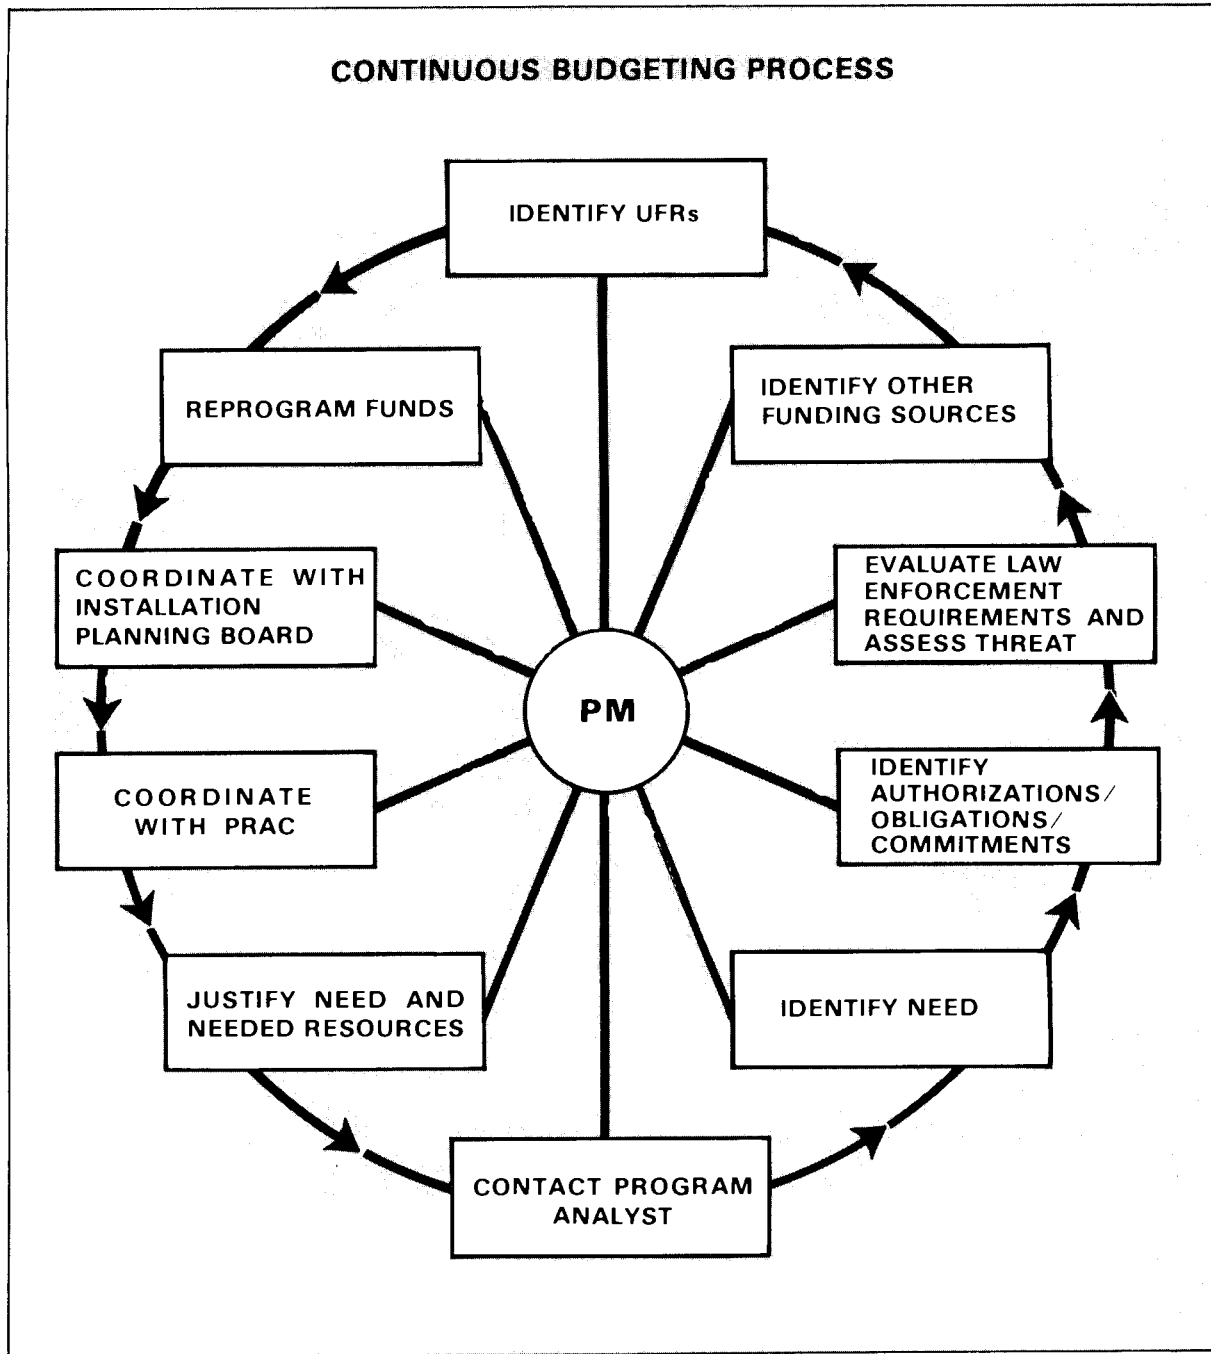 CONTINUOUS BUDGETING PROCESS
IDENTIFY UFRs
REPROGRAM FUNDS
IDENTIFY OTHER
FUNDING SOURCES
COORDINATE WITH
INSTALLATION
PLANNING BOARD
EVALUATE LAW
ENFORCEMENT
REQUIREMENTS AND
ASSESS THREAT
PM
COORDINATE
WITH PRAC
IDENTIFY
AUTHORIZATIONS/
OBLIGATIONS/
COMMITMENTS
JUSTIFY NEED AND
NEEDED RESOURCES
IDENTIFY NEED
CONTACT PROGRAM
ANALYST